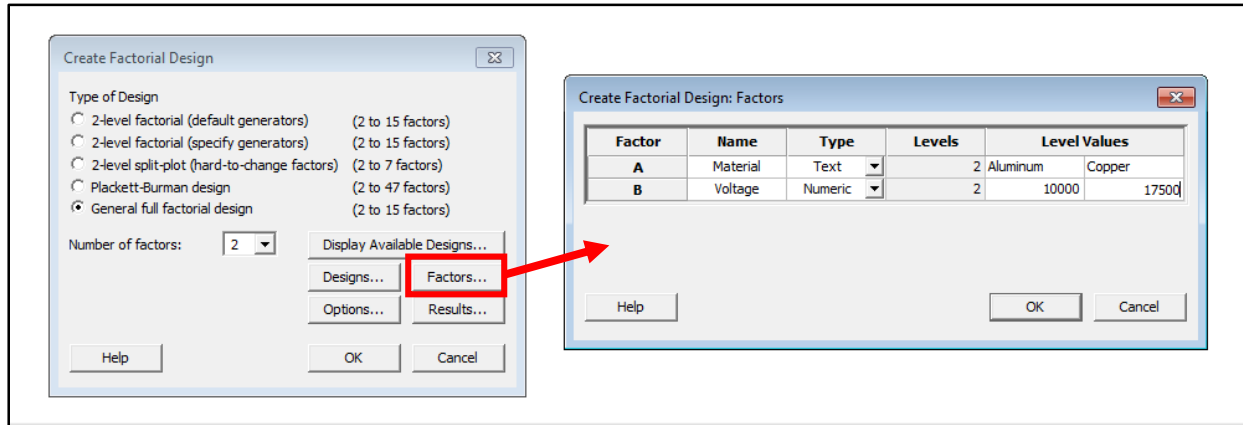 Create Factorial Design
Type of Design
2-level factorial (default generators) (2 to 15 factors)
2-level factorial (specify generators) (2 to 15 factors)
2-level split-plot (hard-to-change factors) (2 to 7 factors)
Plackett-Burman design (2 to 47 factors)
General full factorial design (2 to 15 factors)
Number of factors: 2 Display Available Designs...
Designs... Factors...
Options... Results...
Help OK Cancel
Create Factorial Design: Factors
Factor Name Type Levels Level Values
A Material Text 2 Aluminum Copper
B Voltage Numeric 2 10000 17500
Help OK Cancel